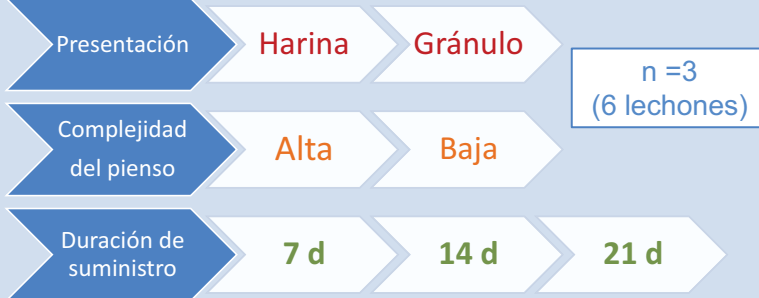 Presentación
Harina
Gránulo
n =3
(6 lechones)
Complejidad
del pienso
Alta
Baja
Duración de
suministro
7 d
14 d
21 d